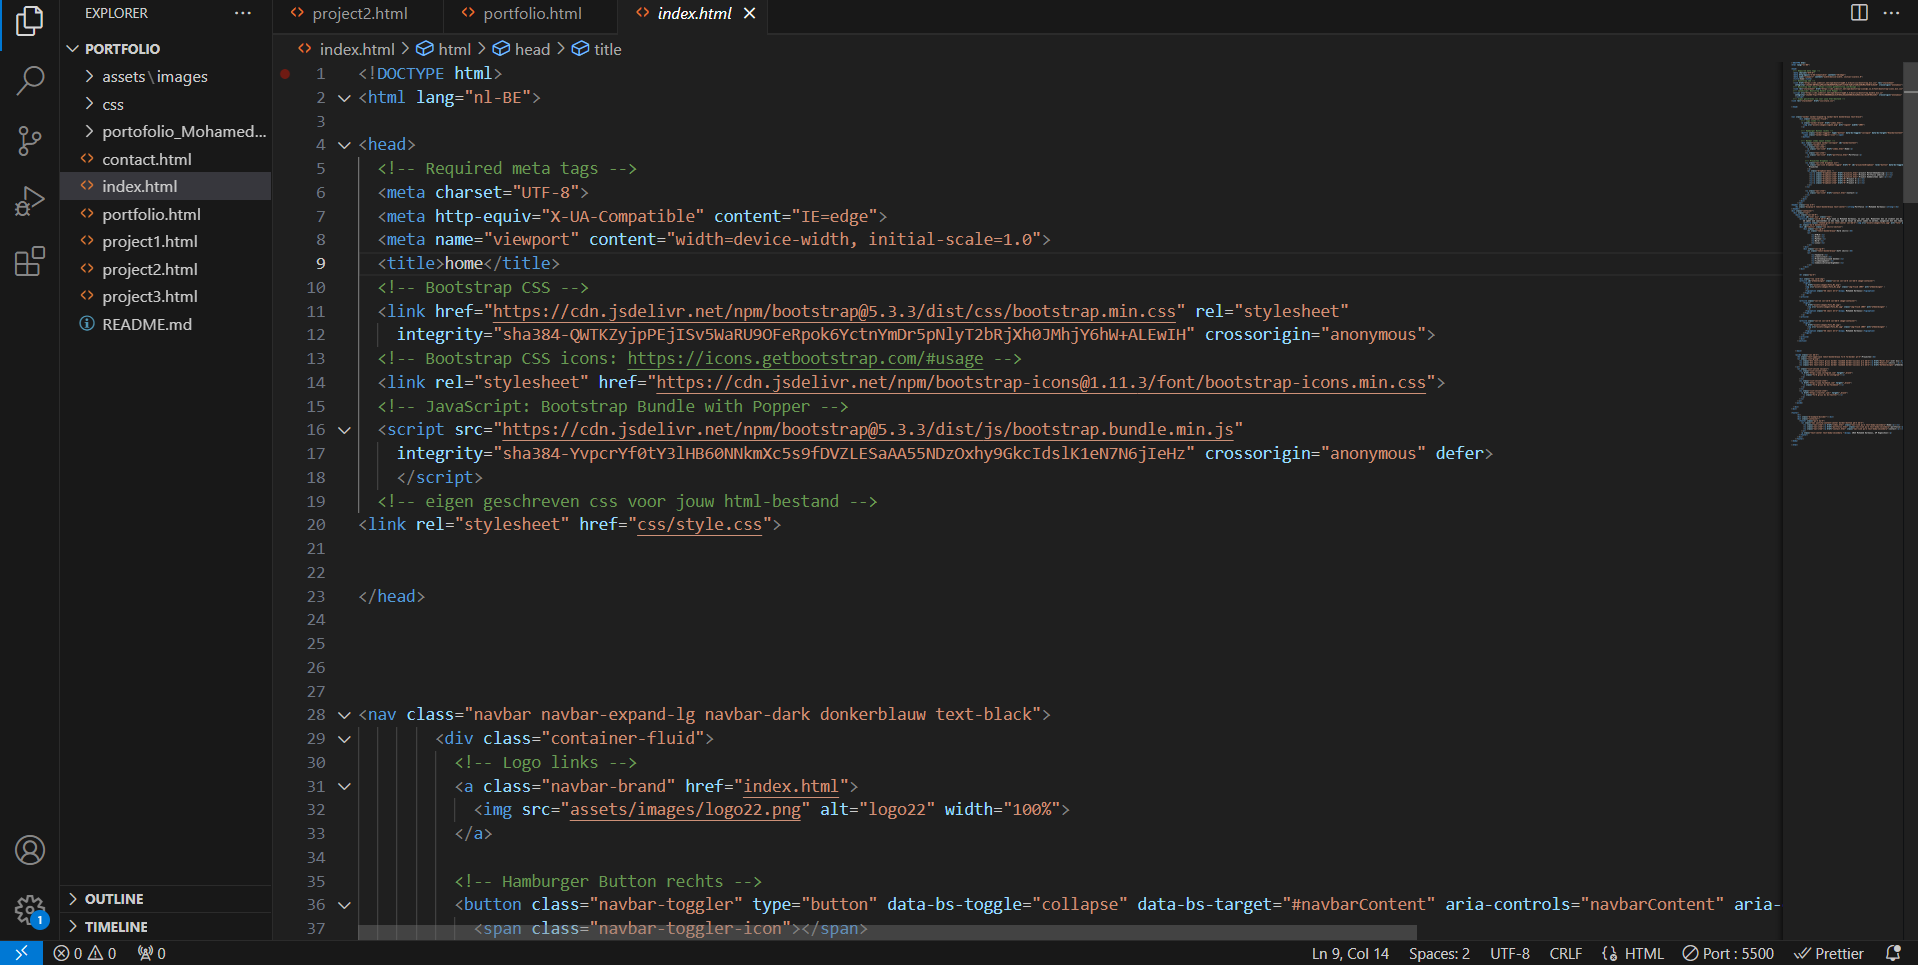 EXPLORER
PORTFOLIO
assets\images
css
portofolio_Mohamed...
contact.html
index.html
portfolio.html
project1.html
project2.html
project3.html
README.md
OUTLINE
TIMELINE
project2.html
portfolio.html
index.html
index.html > html > head > title
1 <!DOCTYPE html>
2 <html lang="nl-BE">
3
4 <head>
5 <!-- Required meta tags -->
6 <meta charset="UTF-8">
7 <meta http-equiv="X-UA-Compatible" content="IE=edge">
8 <meta name="viewport" content="width=device-width, initial-scale=1.0">
9 <title>home</title>
10 <!-- Bootstrap CSS -->
11 <link href="https://cdn.jsdelivr.net/npm/bootstrap@5.3.3/dist/css/bootstrap.min.css" rel="stylesheet"
12 integrity="sha384-QWTKZyjpPEjISv5WaRU9OFeRpok6YctnYmDr5pNlyT2bRjXh0JMhjY6hW+ALEwIH" crossorigin="anonymous">
13 <!-- Bootstrap CSS icons: https://icons.getbootstrap.com/#usage -->
14 <link rel="stylesheet" href="https://cdn.jsdelivr.net/npm/bootstrap-icons@1.11.3/font/bootstrap-icons.min.css">
15 <!-- JavaScript: Bootstrap Bundle with Popper -->
16 <script src="https://cdn.jsdelivr.net/npm/bootstrap@5.3.3/dist/js/bootstrap.bundle.min.js"
17 integrity="sha384-YvpcrYf0tY3lHB60NNkmXc5s9fDVZLESaAA55NDzOxhy9GkcIdslK1eN7N6jIeHz" crossorigin="anonymous" defer>
18 </script>
19 <!-- eigen geschreven css voor jouw html-bestand -->
20 <link rel="stylesheet" href="css/style.css">
21
22
23 </head>
24
25
26
27
28 <nav class="navbar navbar-expand-lg navbar-dark donkerblauw text-black">
29 <div class="container-fluid">
30 <!-- Logo links -->
31 <a class="navbar-brand" href="index.html">
32 <img src="assets/images/logo22.png" alt="logo22" width="100%">
33 </a>
34
35 <!-- Hamburger Button rechts -->
36 <button class="navbar-toggler" type="button" data-bs-toggle="collapse" data-bs-target="#navbarContent" aria-controls="navbarContent" aria-
37 <span class="navbar-toggler-icon"></span>
1
0 0 0
Ln 9, Col 14
Spaces: 2
UTF-8
CRLF
HTML
Port : 5500
Prettier